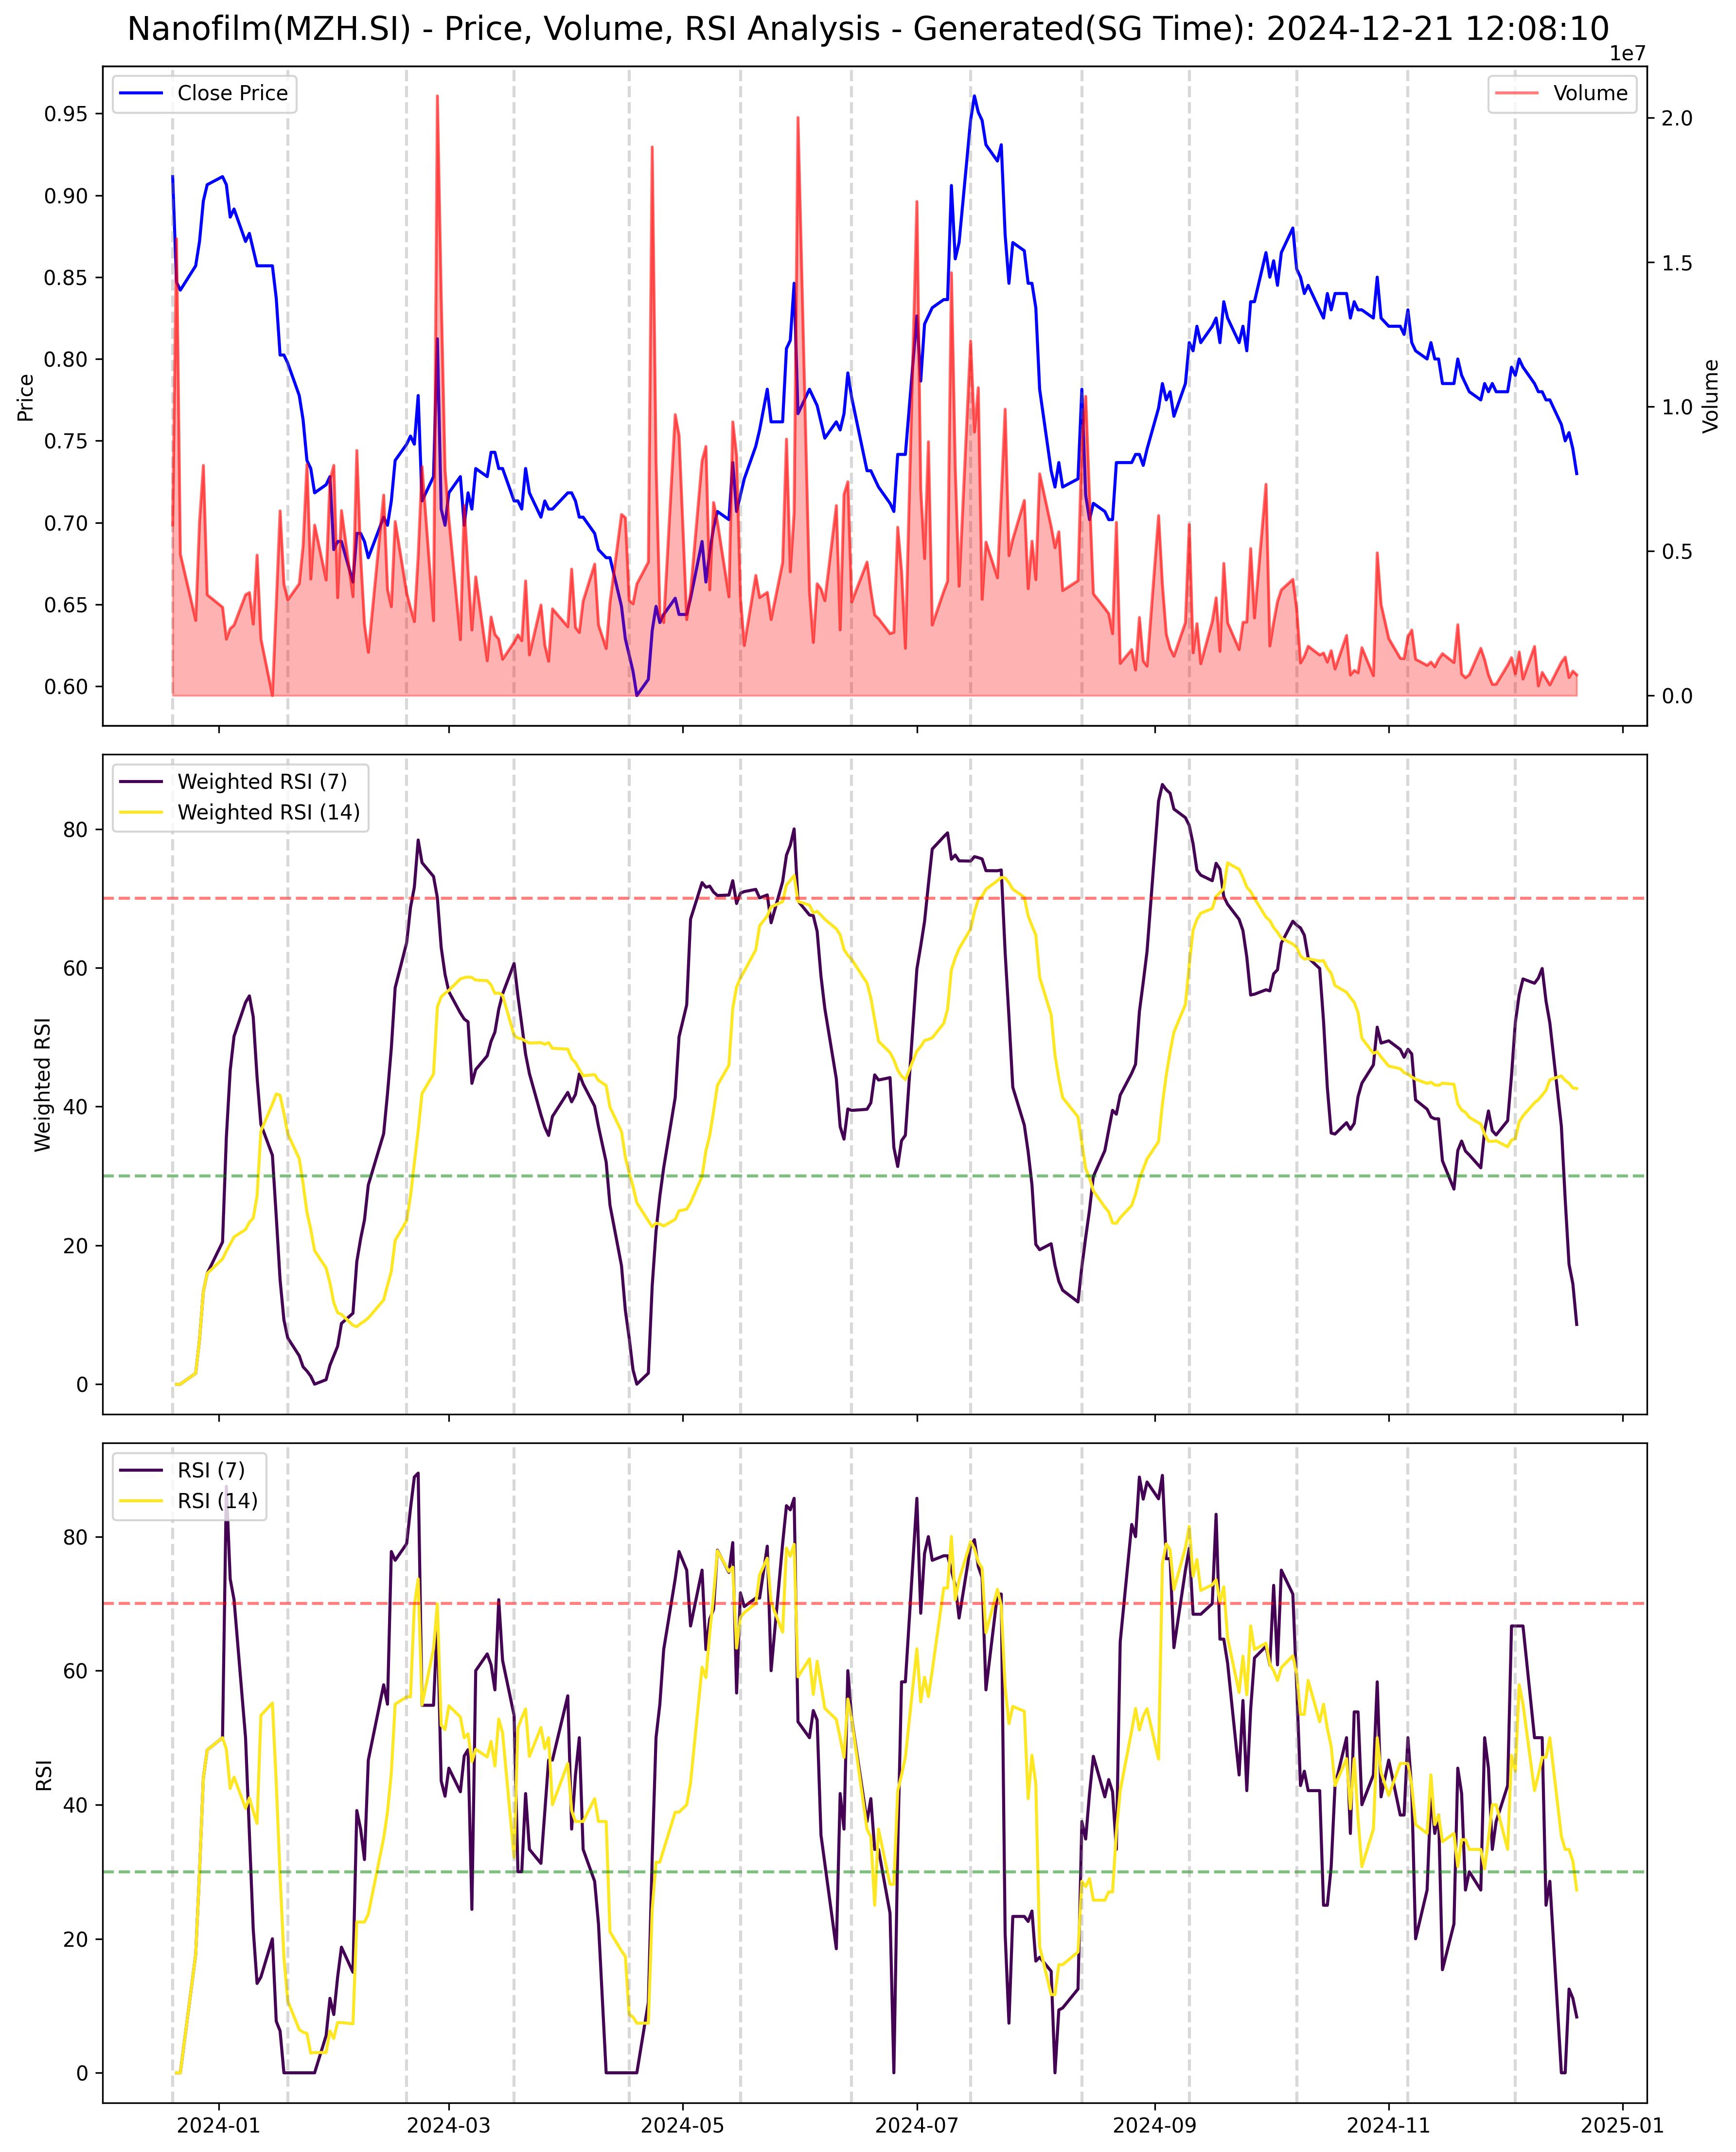 Nanofilm(MZH.SI) - Price, Volume, RSI Analysis - Generated(SG Time): 2024-12-21 12:08:10
1e7
Close Price
Volume
0.95
0.90
0.85
0.80
0.75
0.70
0.65
0.60
Price
2.0
1.5
1.0
0.5
0.0
Volume
Weighted RSI (7)
Weighted RSI (14)
80
60
40
20
0
Weighted RSI
RSI (7)
RSI (14)
80
60
40
20
0
RSI
2024-01
2024-03
2024-05
2024-07
2024-09
2024-11
2025-01